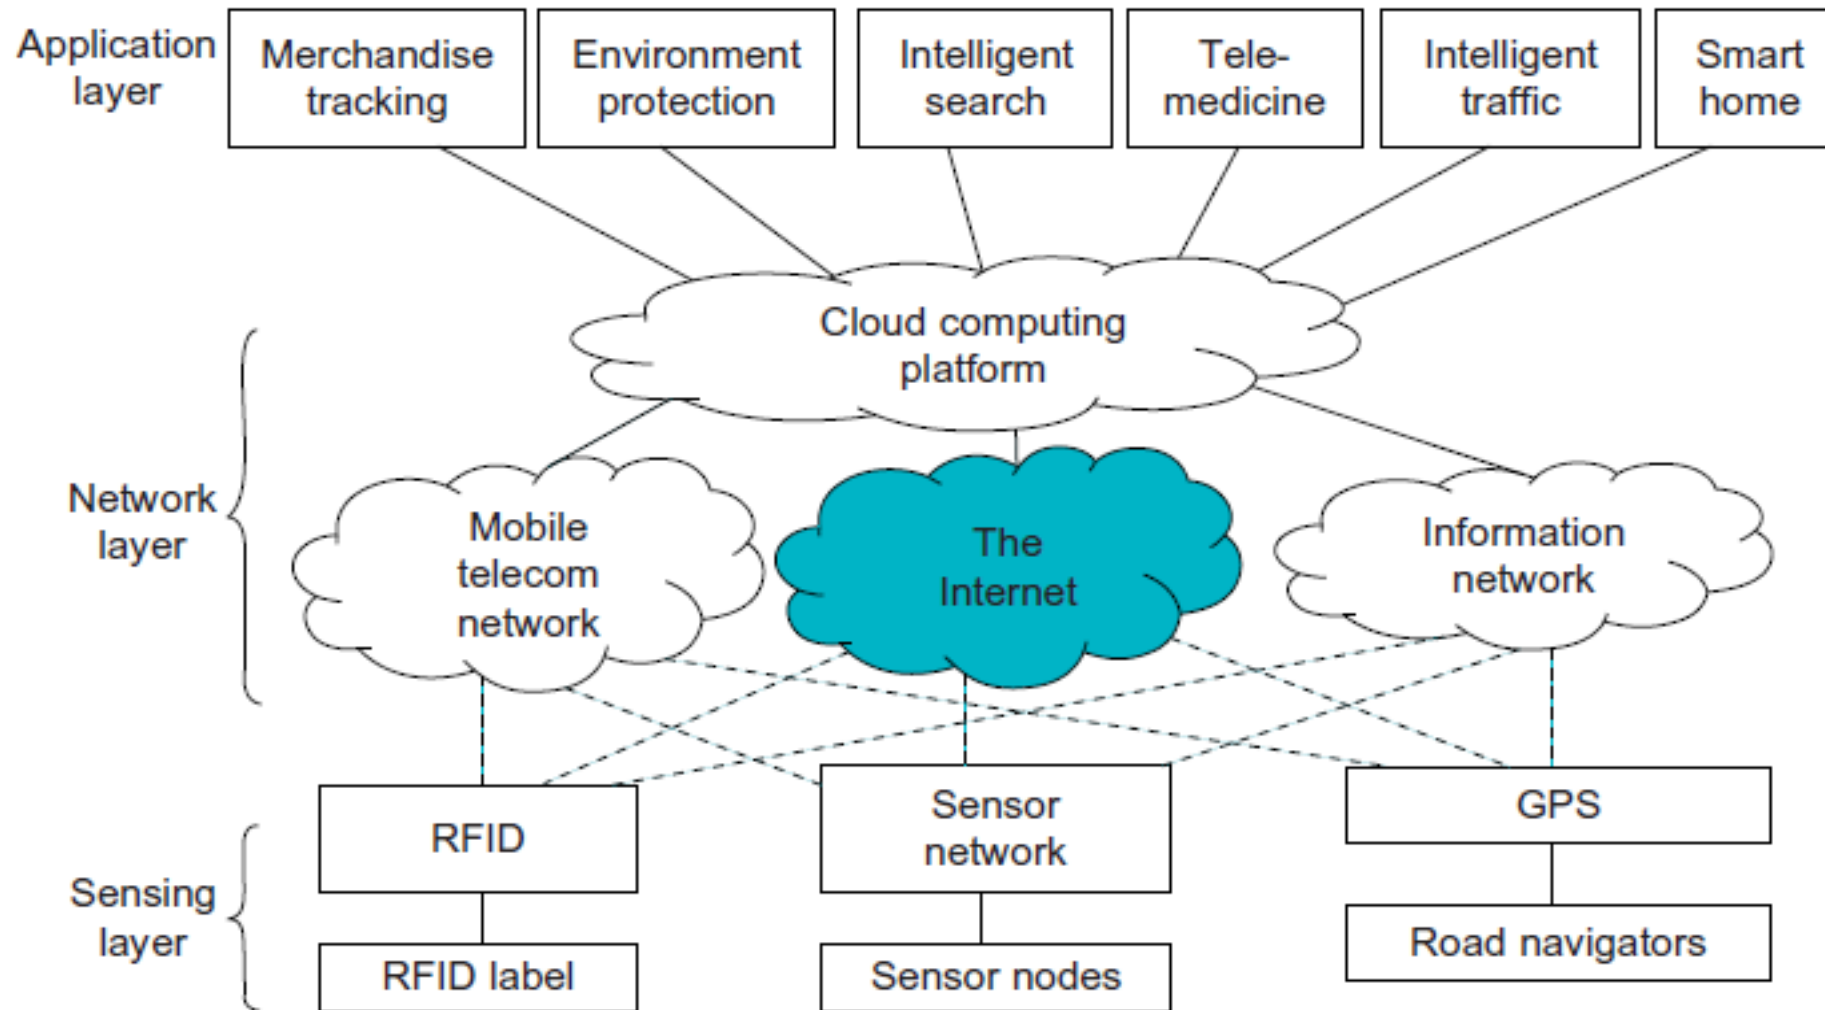 Application
layer
Merchandise
tracking
Environment
protection
Intelligent
search
Tele-
medicine
Intelligent
traffic
Smart
home
Cloud computing
platform
Network
layer
Mobile
telecom
network
The
Internet
Information
network
Sensing
layer
RFID
Sensor
network
GPS
RFID label
Sensor nodes
Road navigators